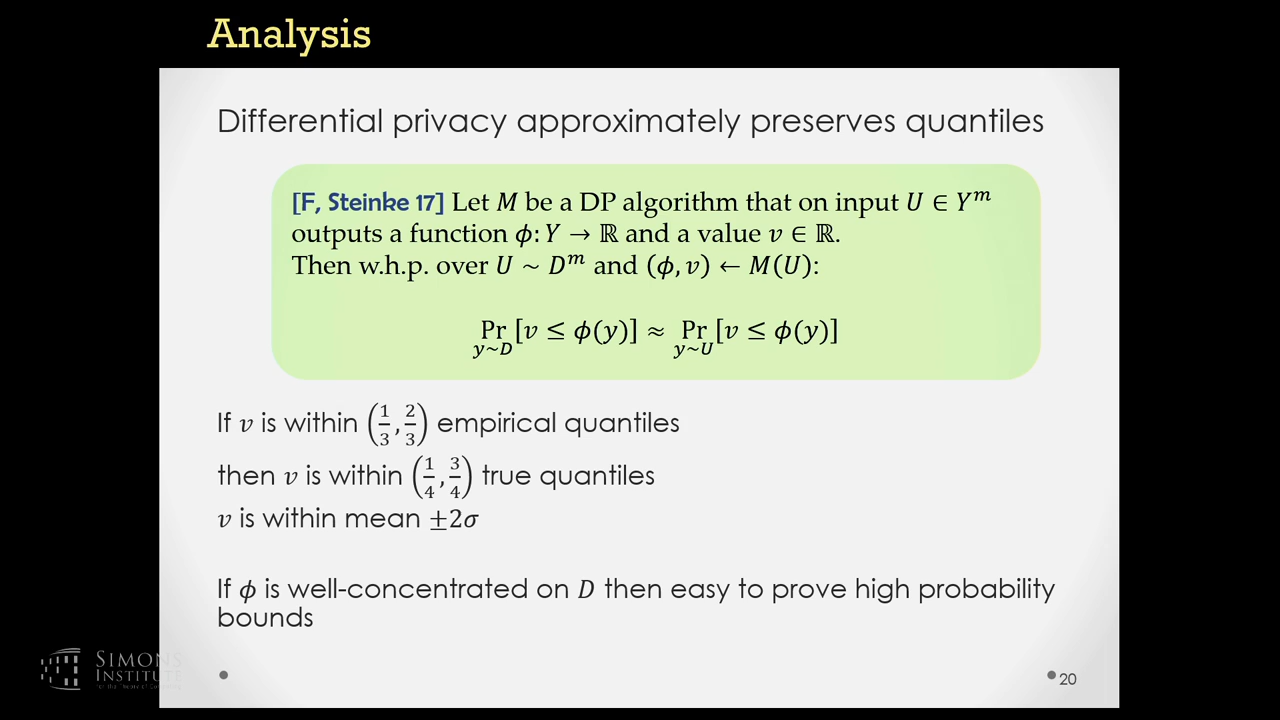 Analysis
Differential privacy approximately preserves quantiles
[F, Steinke 17] Let M be a DP algorithm that on input U ∈ Y^m
outputs a function ϕ: Y → ℝ and a value v ∈ ℝ.
Then w.h.p. over U ~ D^m and (ϕ, v) ← M(U):
Pr_{y~D}[v ≤ ϕ(y)] ≈ Pr_{y~U}[v ≤ ϕ(y)]
If v is within (1/3, 2/3) empirical quantiles
then v is within (1/4, 3/4) true quantiles
v is within mean ±2σ
If ϕ is well-concentrated on D then easy to prove high probability
bounds
SIMONS
INSTITUTE
20